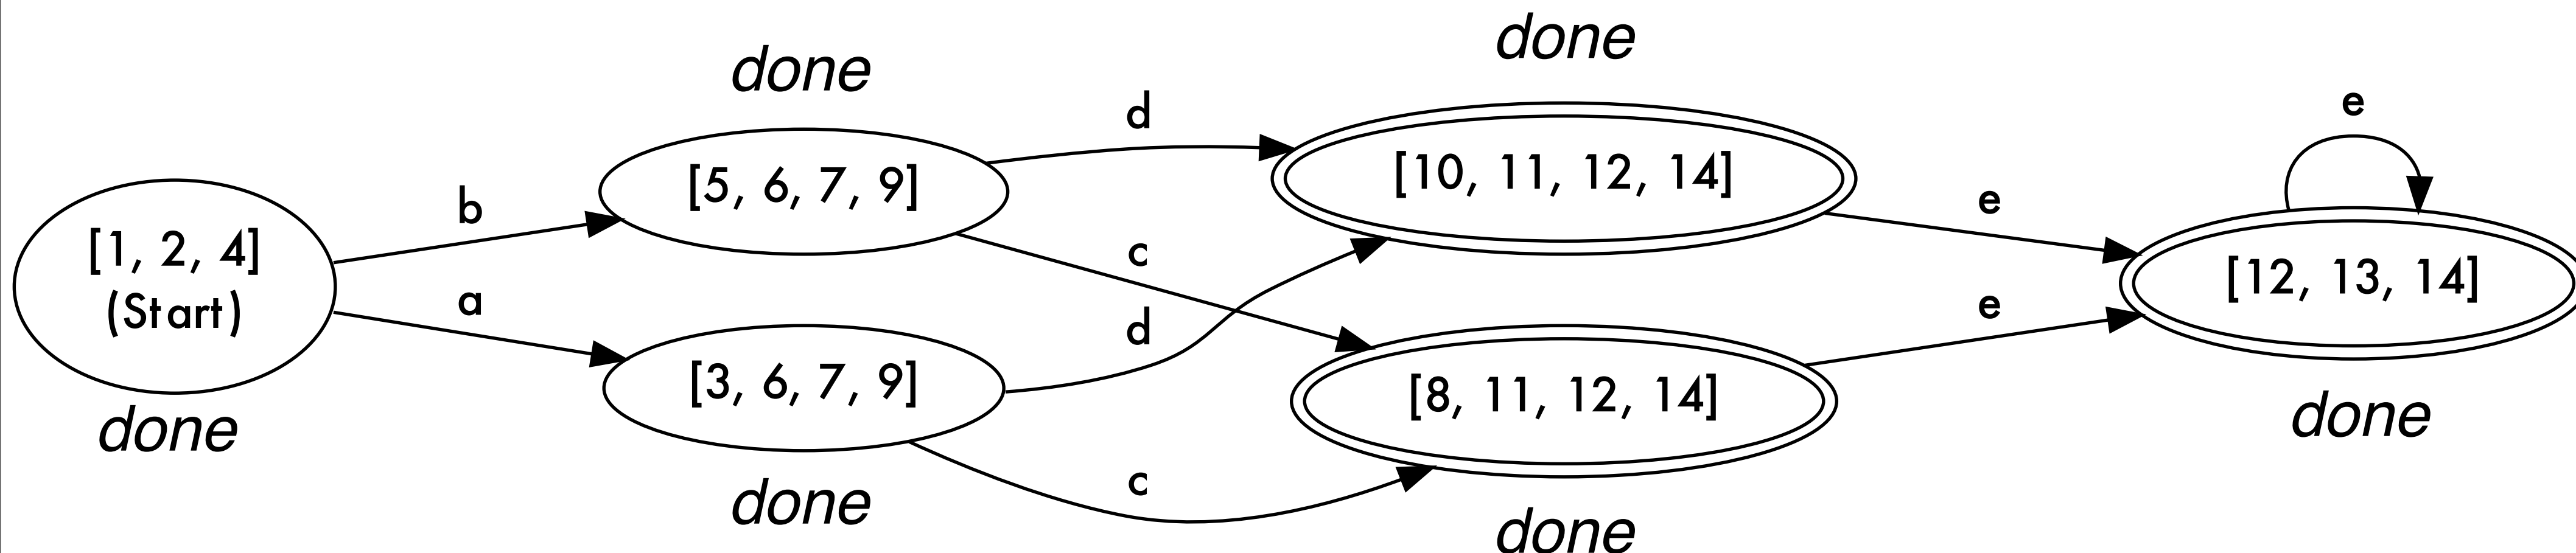 done
done
d
e
[10, 11, 12, 14]
[5, 6, 7, 9]
b
e
[1, 2, 4]
(Start)
c
[12, 13, 14]
a
d
e
[3, 6, 7, 9]
[8, 11, 12, 14]
done
done
c
done
done